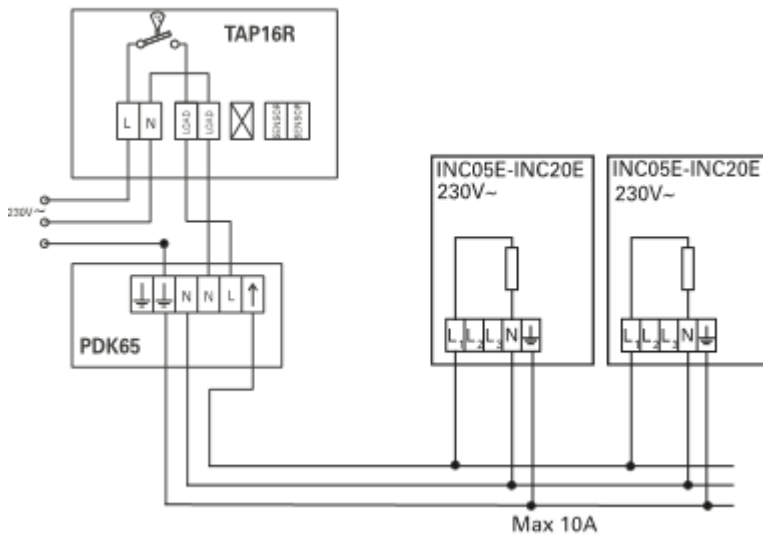 TAP16R
L N LOAD LOAD SENSOR SENSOR
230V~
N N L ↑
PDK65
INC05E-INC20E
230V~
L1 L2 L3 N
INC05E-INC20E
230V~
L1 L2 L3 N
Max 10A